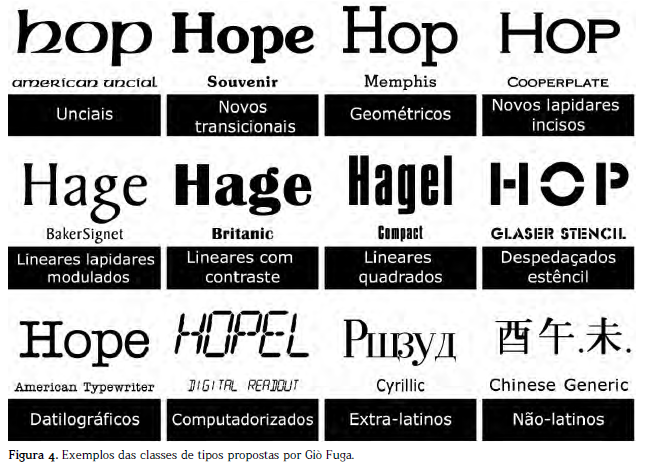 hop Hope Hop HOP
american uncial Souvenir Memphis COOPERPLATE
Unciais Novos transicionais Geométricos Novos lapidares incisos
Hage Hage Hagel HOP
BakerSignet Britanic Compact GLASER STENCIL
Lineares lapidares modulados Lineares com contraste Lineares quadrados Despedaçados estêncil
Hope HOPEL Ршзуд 酉午.未.
American Typewriter DIGITAL READOUT Cyrillic Chinese Generic
Datilográficos Computadorizados Extra-latinos Não-latinos
Figura 4. Exemplos das classes de tipos propostas por Giò Fuga.